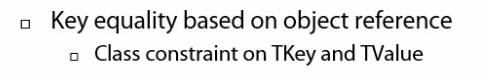 Key equality based on object reference
Class constraint on TKey and TValue